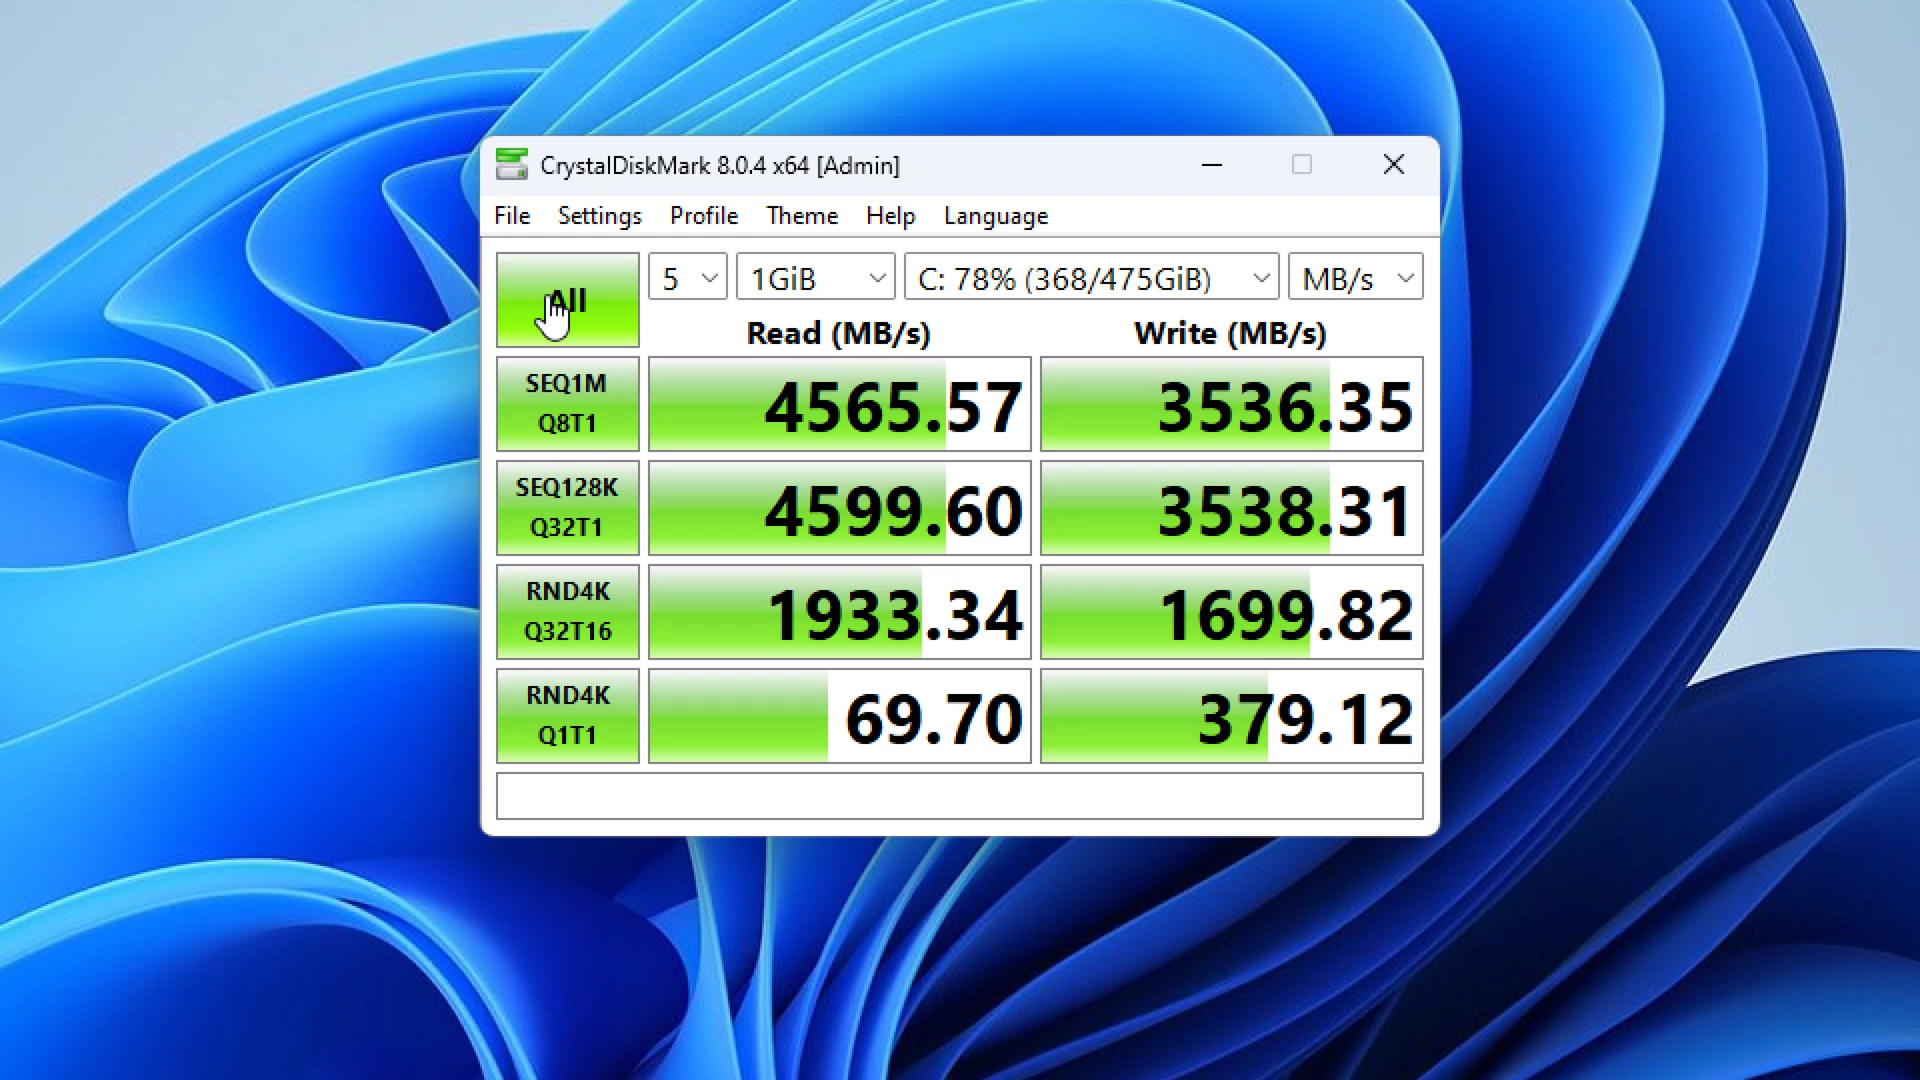 CrystalDiskMark 8.0.4 x64 [Admin]
File Settings Profile Theme Help Language
All 5 1GiB C: 78% (368/475GiB) MB/s
Read (MB/s) Write (MB/s)
SEQ1M
Q8T1 4565.57 3536.35
SEQ128K
Q32T1 4599.60 3538.31
RND4K
Q32T16 1933.34 1699.82
RND4K
Q1T1 69.70 379.12